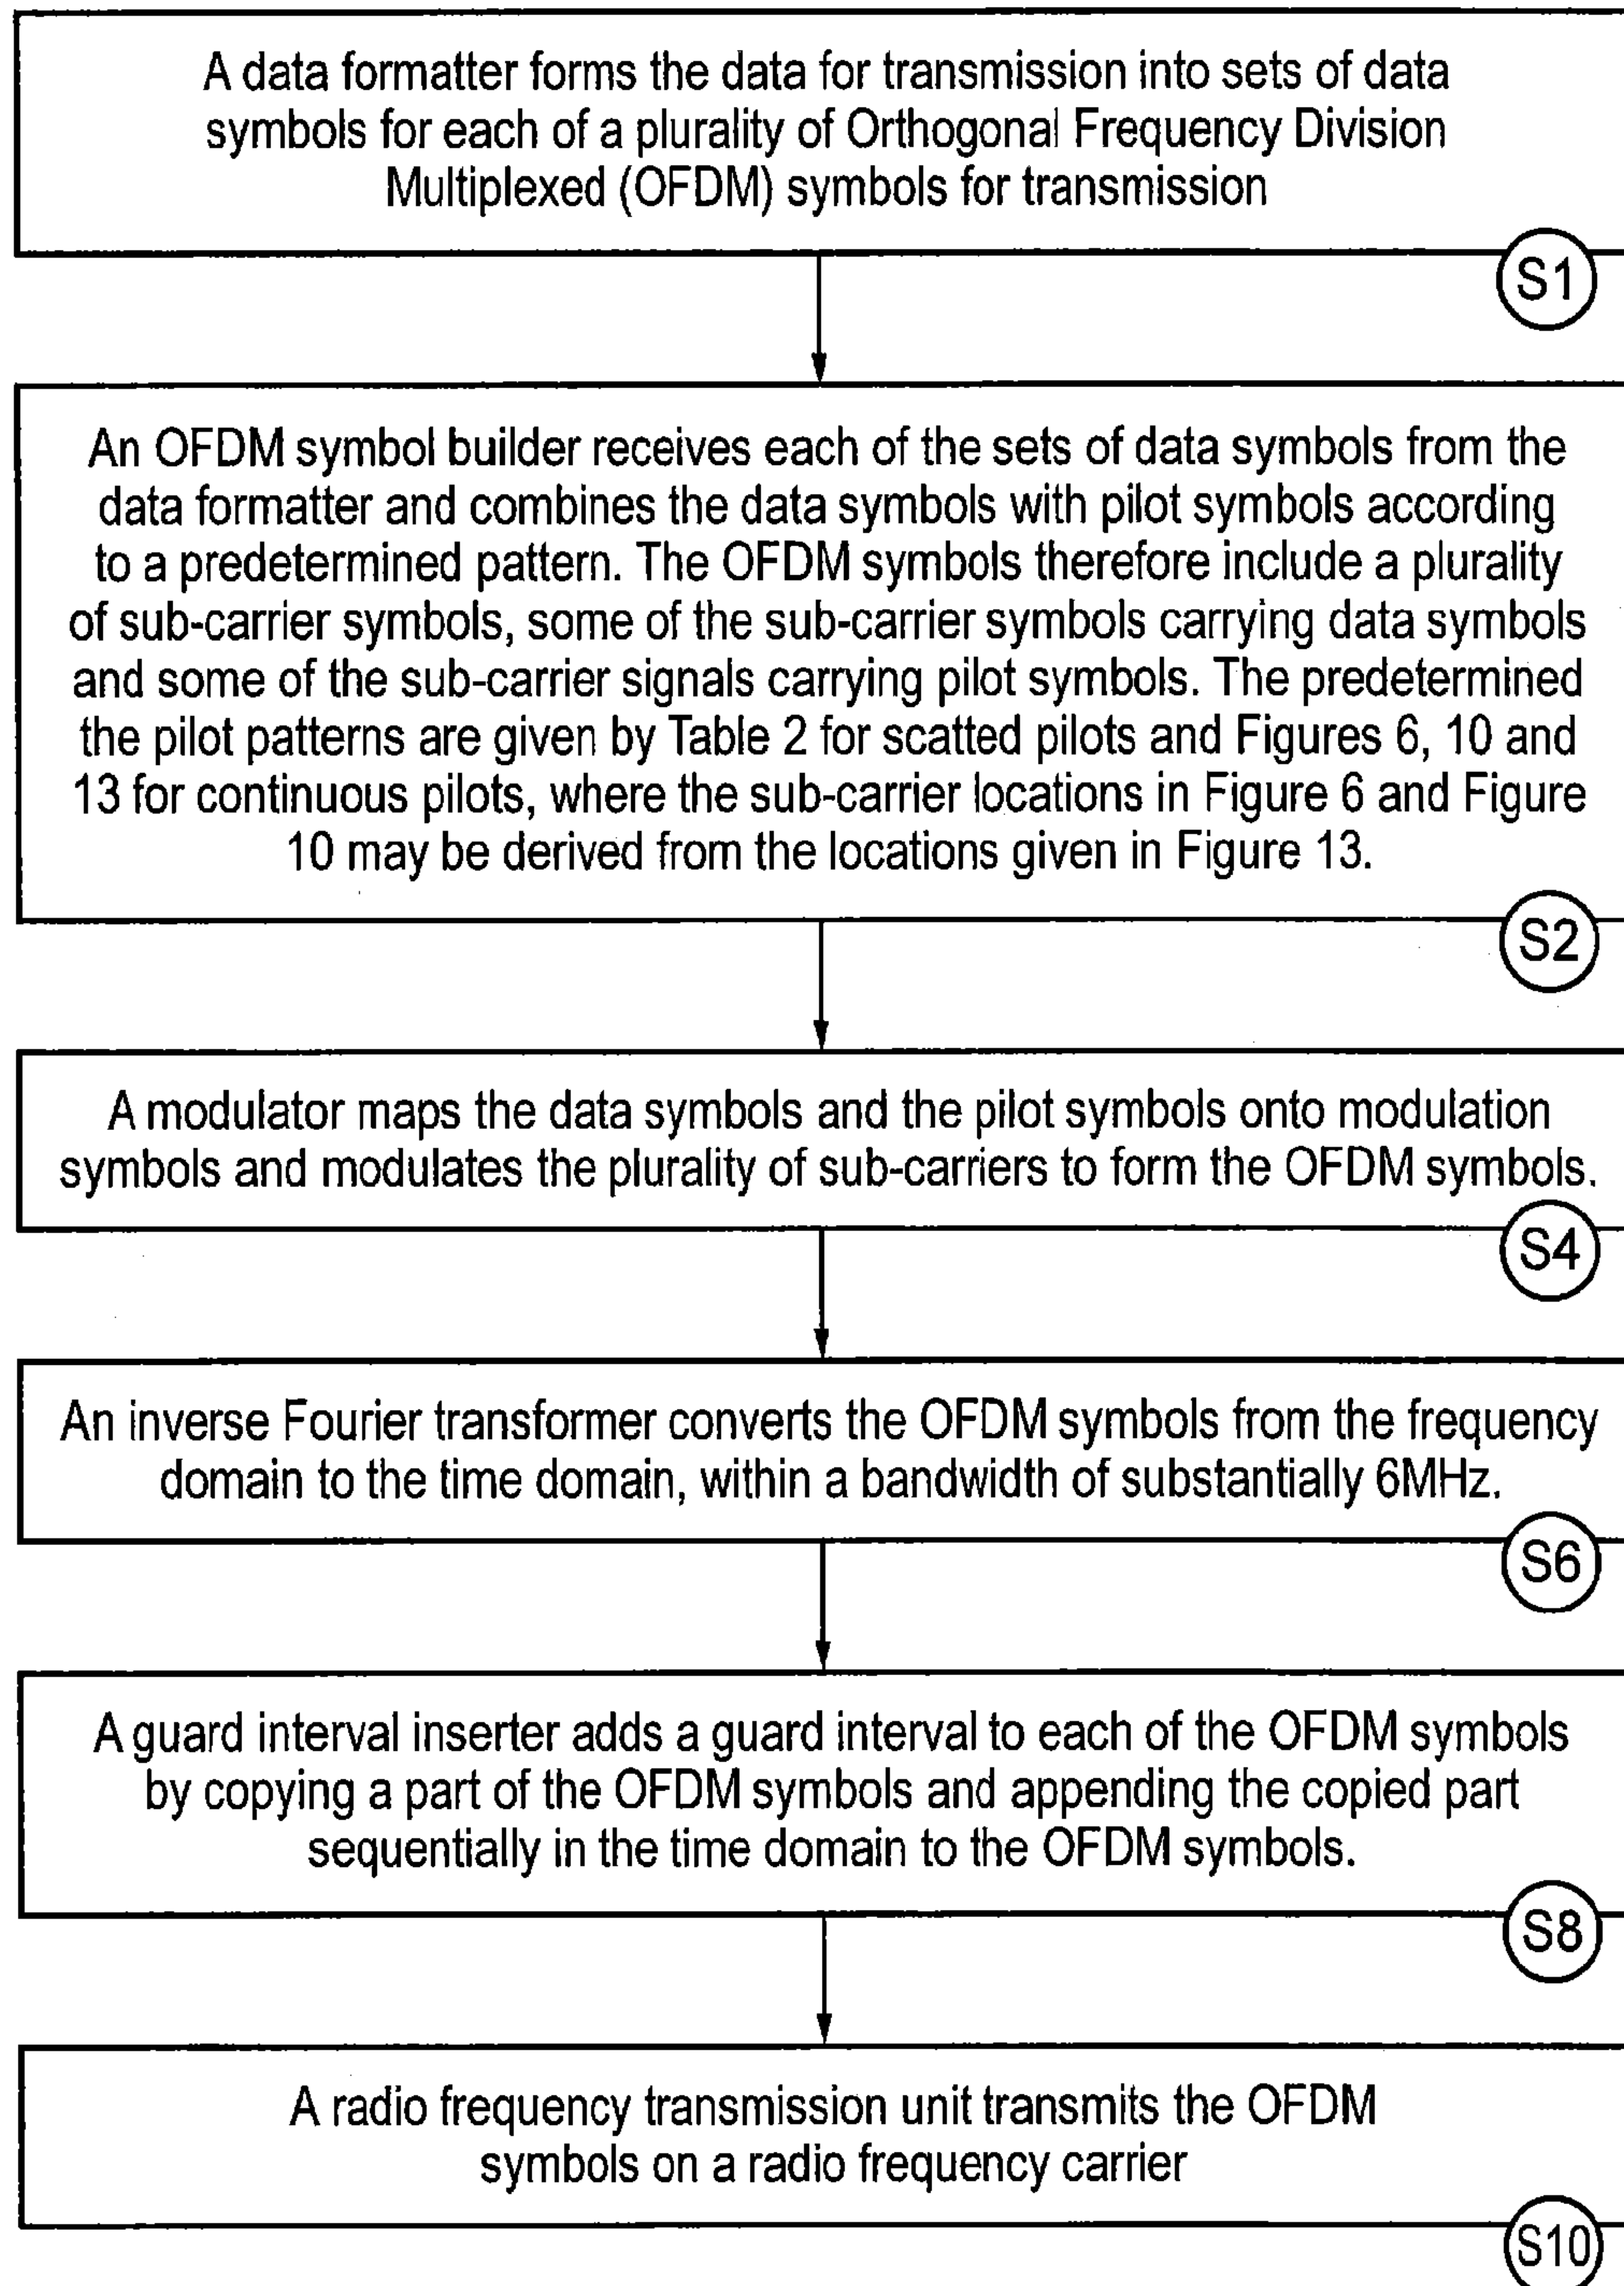 A data formatter forms the data for transmission into sets of data
symbols for each of a plurality of Orthogonal Frequency Division
Multiplexed (OFDM) symbols for transmission
S1
An OFDM symbol builder receives each of the sets of data symbols from the
data formatter and combines the data symbols with pilot symbols according
to a predetermined pattern. The OFDM symbols therefore include a plurality
of sub-carrier symbols, some of the sub-carrier symbols carrying data symbols
and some of the sub-carrier signals carrying pilot symbols. The predetermined
the pilot patterns are given by Table 2 for scatted pilots and Figures 6, 10 and
13 for continuous pilots, where the sub-carrier locations in Figure 6 and Figure
10 may be derived from the locations given in Figure 13.
S2
A modulator maps the data symbols and the pilot symbols onto modulation
symbols and modulates the plurality of sub-carriers to form the OFDM symbols.
S4
An inverse Fourier transformer converts the OFDM symbols from the frequency
domain to the time domain, within a bandwidth of substantially 6MHz.
S6
A guard interval inserter adds a guard interval to each of the OFDM symbols
by copying a part of the OFDM symbols and appending the copied part
sequentially in the time domain to the OFDM symbols.
S8
A radio frequency transmission unit transmits the OFDM
symbols on a radio frequency carrier
S10